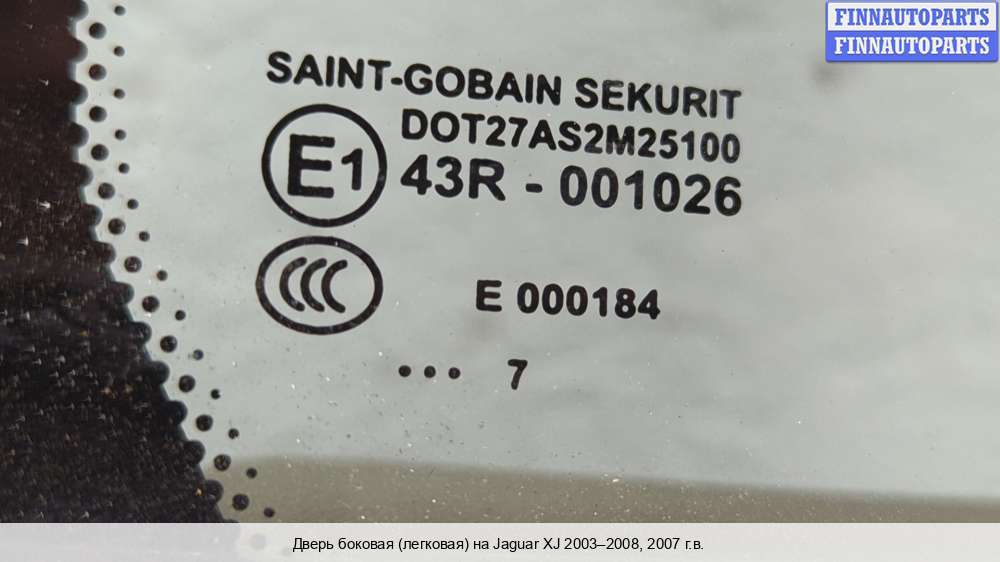 FINNAUTOPARTS
FINNAUTOPARTS
SAINT-GOBAIN SEKURIT
DOT27AS2M25100
E1 43R - 001026
CCC E 000184
... 7
Дверь боковая (легковая) на Jaguar XJ 2003–2008, 2007 г.в.